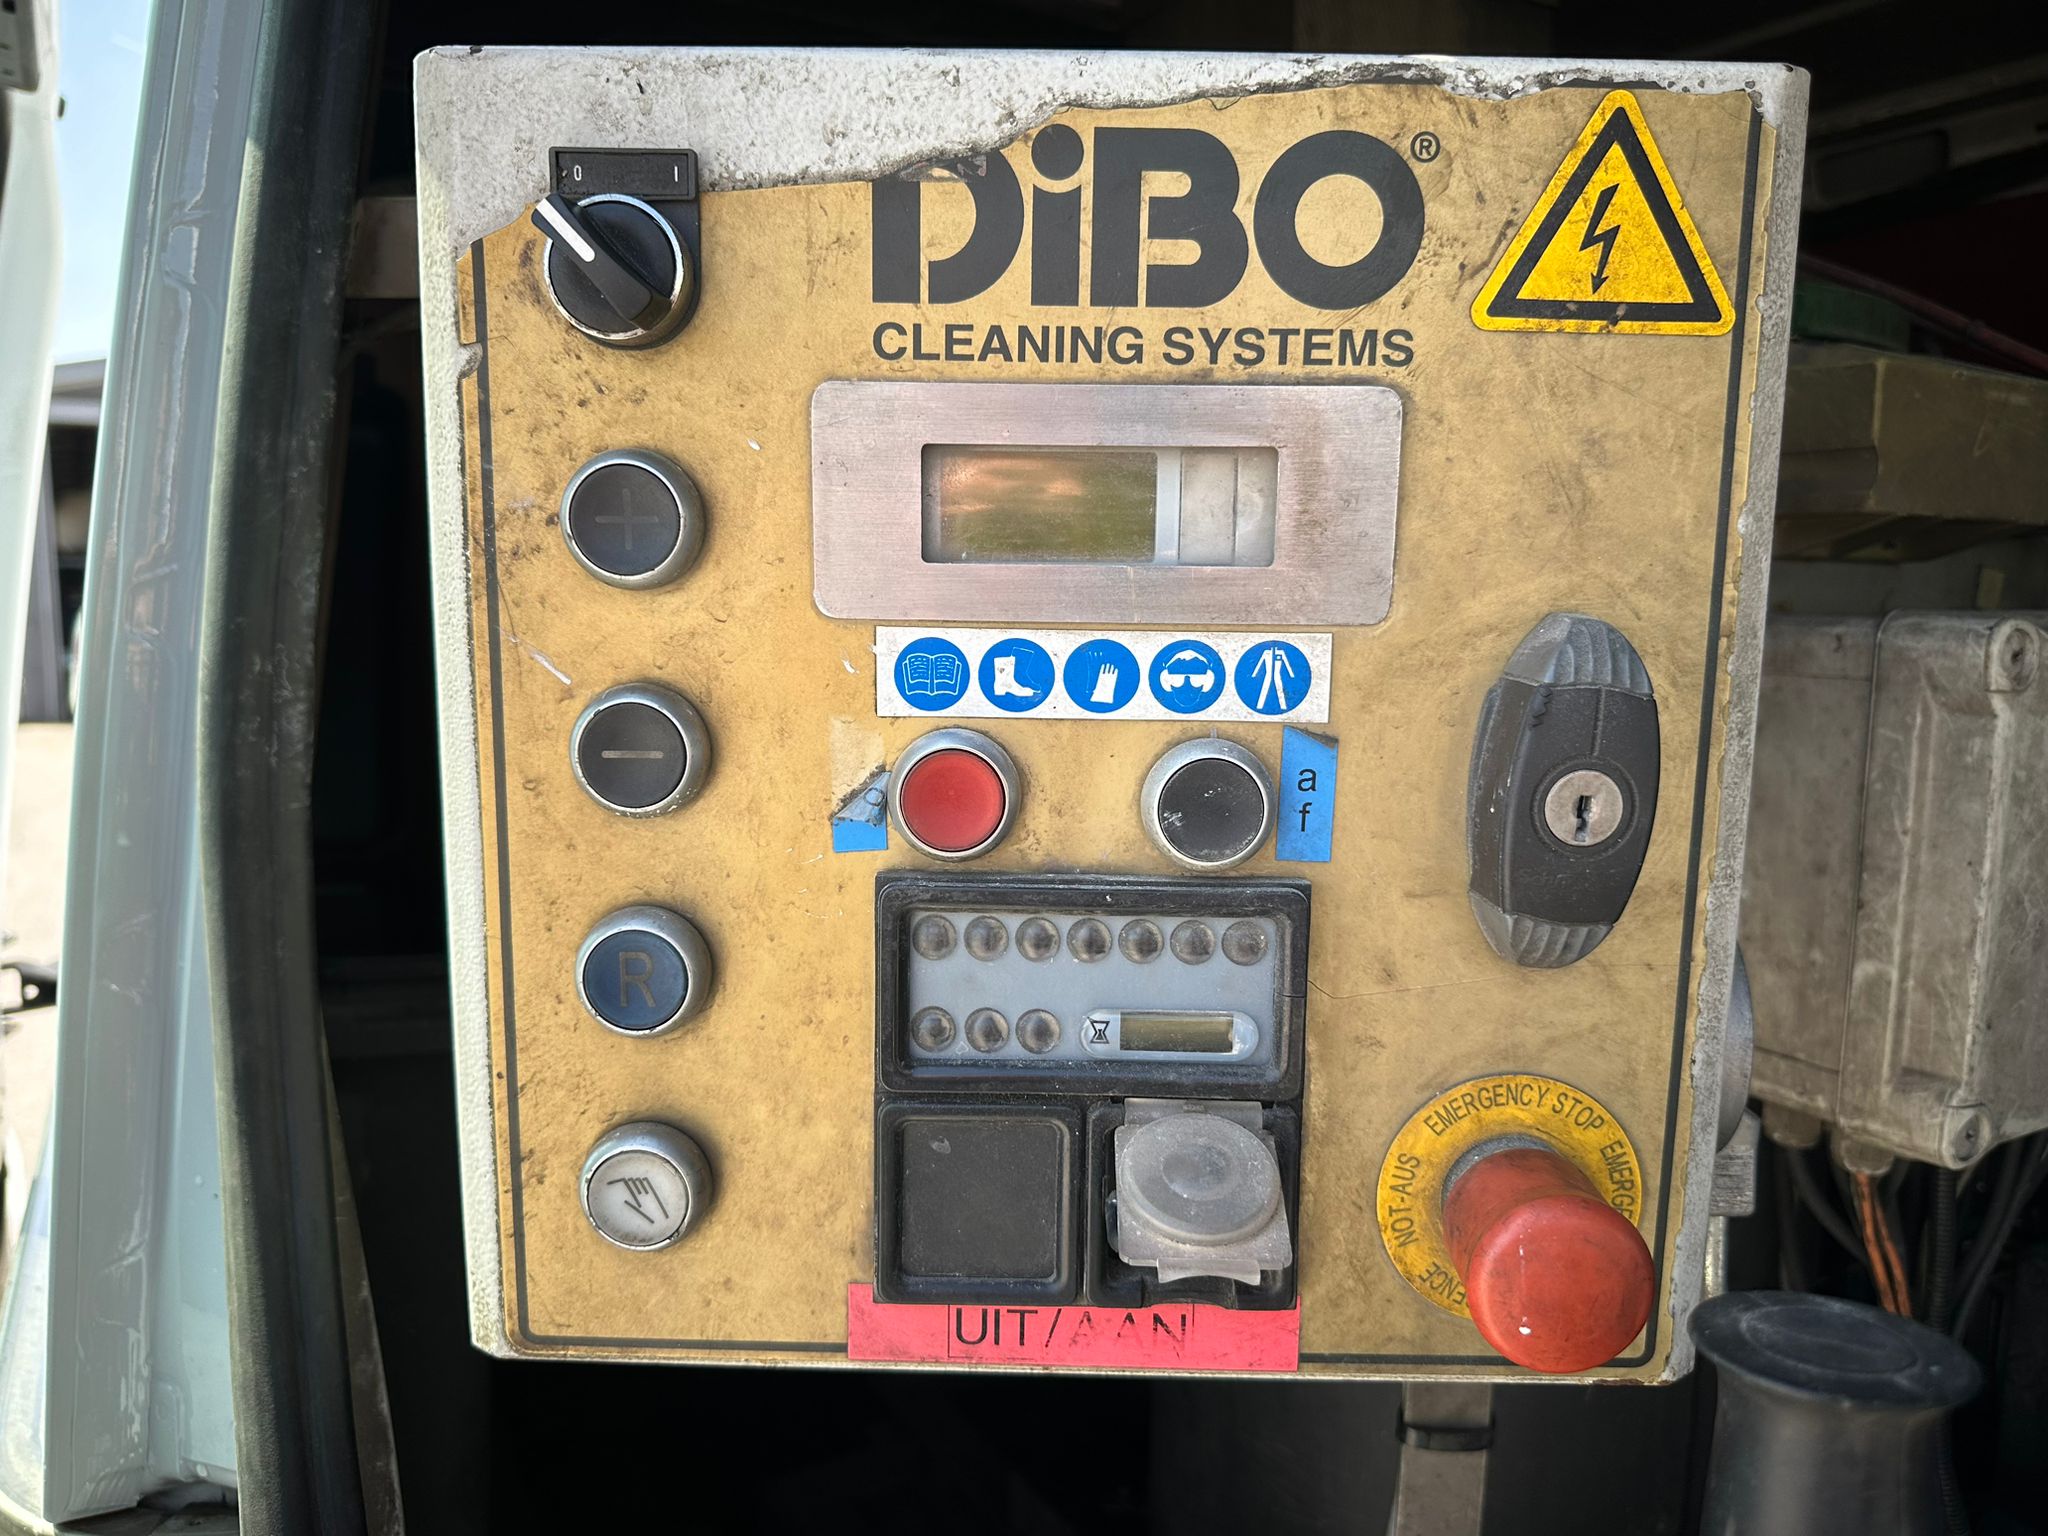 0 I
DiBO®
CLEANING SYSTEMS
+
−
a
f
R
EMERGENCY STOP
NOT-AUS
UIT/AAN